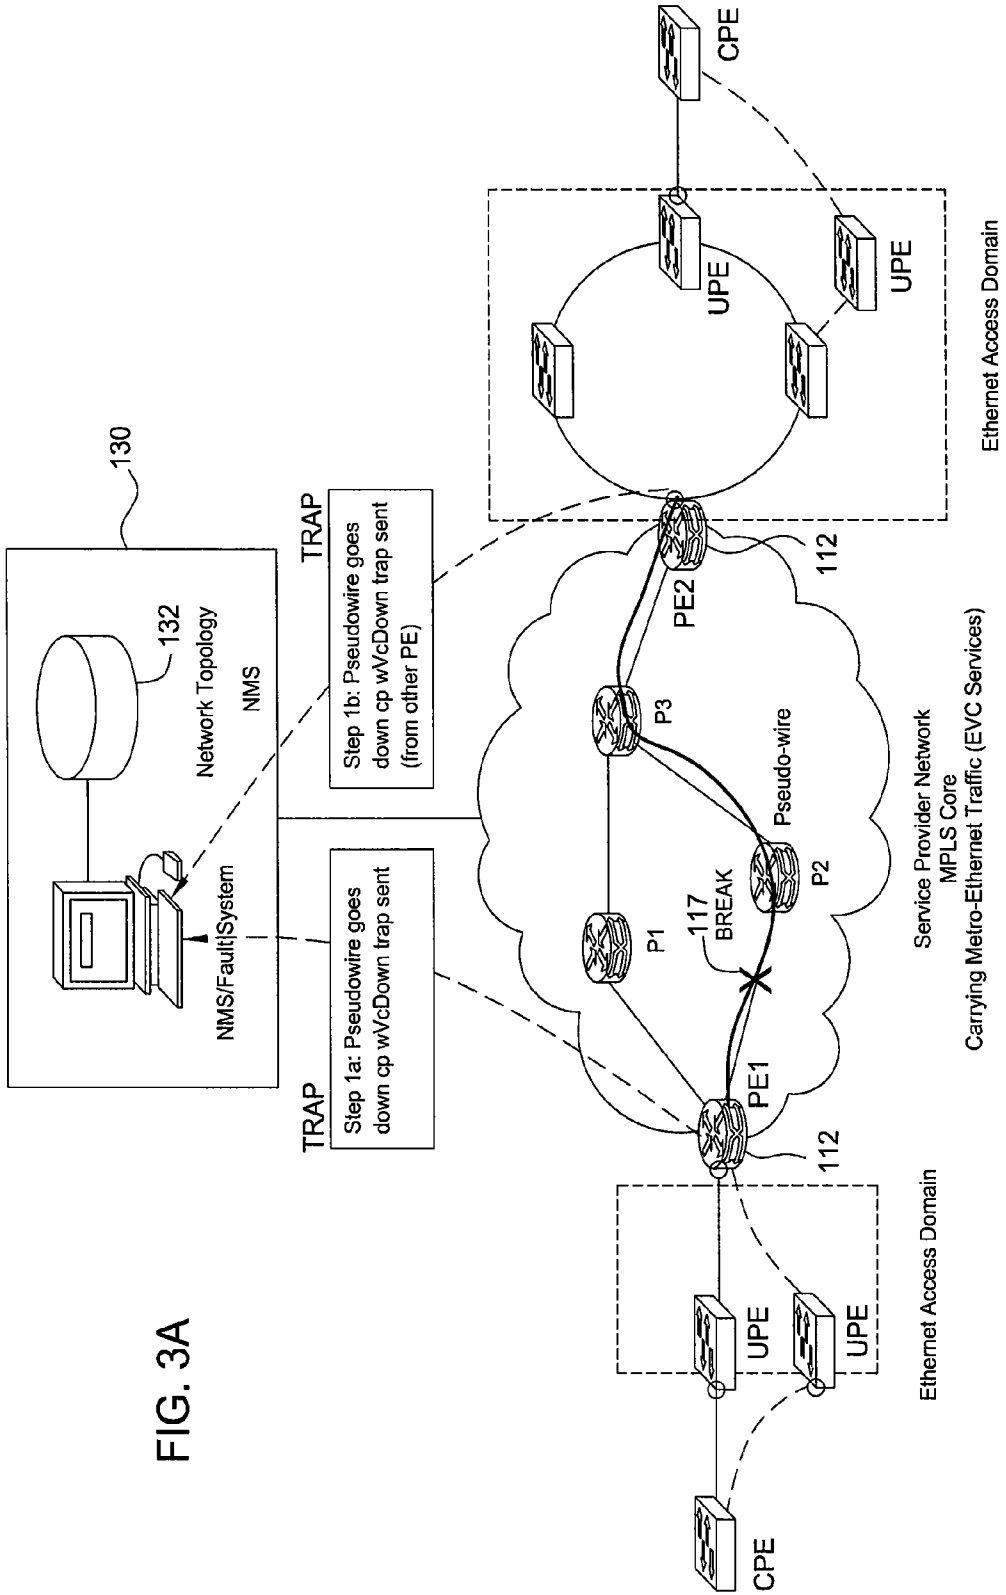 FIG. 3A
130
132
Network Topology
NMS
NMS/Fault|System
TRAP
Step 1a: Pseudowire goes
down cp wVcDown trap sent
TRAP
Step 1b: Pseudowire goes
down cp wVcDown trap sent
(from other PE)
CPE
UPE
UPE
Ethernet Access Domain
112
PE1
P1
117
BREAK
P2
Pseudo-wire
P3
PE2
112
Service Provider Network
MPLS Core
Carrying Metro-Ethernet Traffic (EVC Services)
UPE
UPE
CPE
Ethernet Access Domain